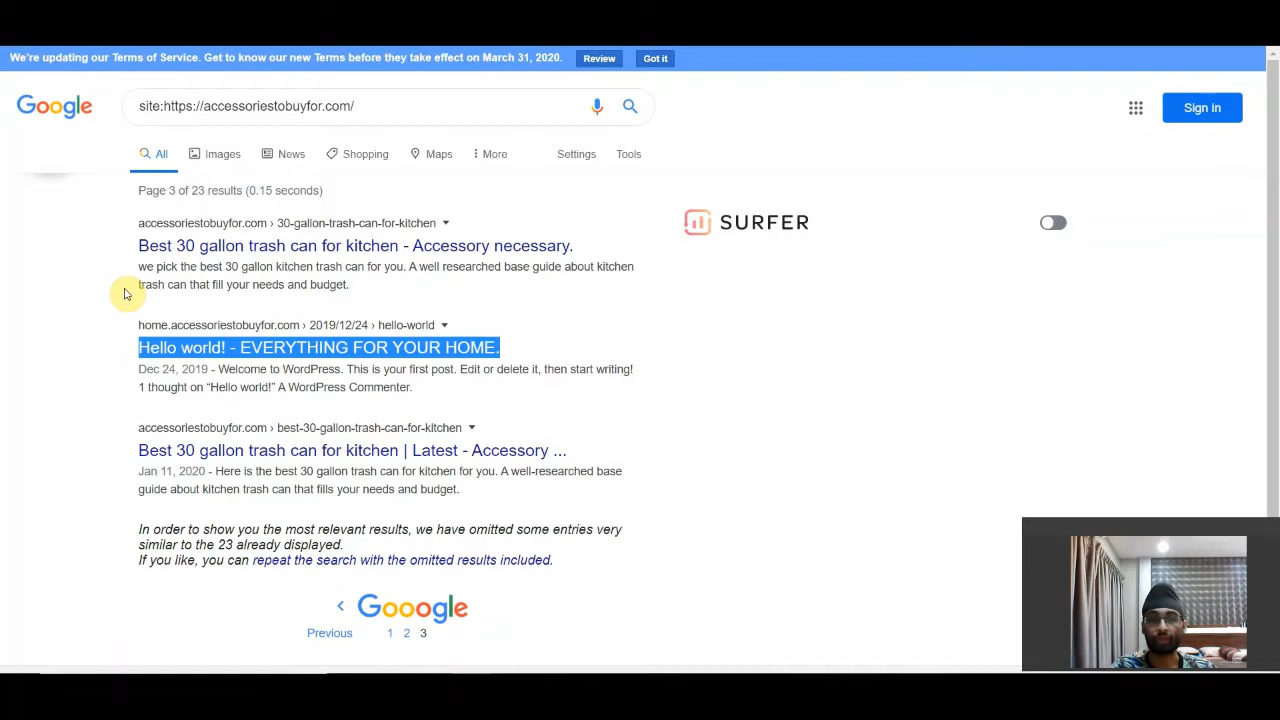 We're updating our Terms of Service. Get to know our new Terms before they take effect on March 31, 2020. Review Got it
Google site:https://accessoriestobuyfor.com/ Sign in
All Images News Shopping Maps More Settings Tools
Page 3 of 23 results (0.15 seconds)
accessoriestobuyfor.com › 30-gallon-trash-can-for-kitchen
SURFER
Best 30 gallon trash can for kitchen - Accessory necessary.
we pick the best 30 gallon kitchen trash can for you. A well researched base guide about kitchen
trash can that fill your needs and budget.
home.accessoriestobuyfor.com › 2019/12/24 › hello-world
Hello world! - EVERYTHING FOR YOUR HOME.
Dec 24, 2019 - Welcome to WordPress. This is your first post. Edit or delete it, then start writing!
1 thought on “Hello world!” A WordPress Commenter.
accessoriestobuyfor.com › best-30-gallon-trash-can-for-kitchen
Best 30 gallon trash can for kitchen | Latest - Accessory ...
Jan 11, 2020 - Here is the best 30 gallon trash can for kitchen for you. A well-researched base
guide about kitchen trash can that fills your needs and budget.
In order to show you the most relevant results, we have omitted some entries very
similar to the 23 already displayed.
If you like, you can repeat the search with the omitted results included.
Gooogle
Previous 1 2 3